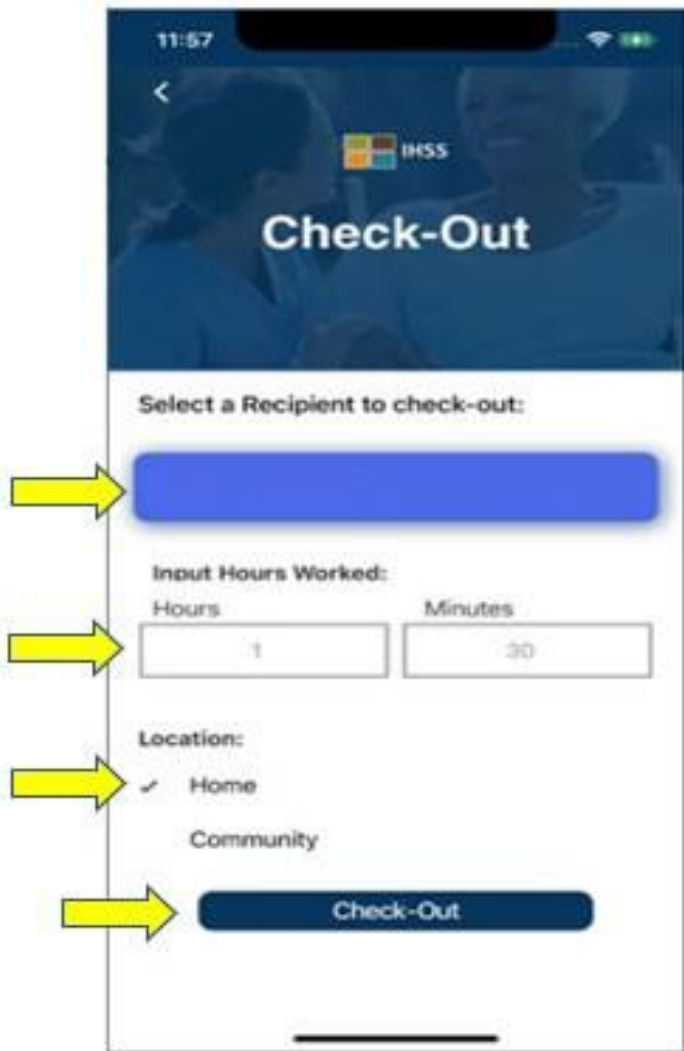 11:57
IHSS
Check-Out
Select a Recipient to check-out:
Input Hours Worked:
Hours Minutes
1 30
Location:
Home
Community
Check-Out